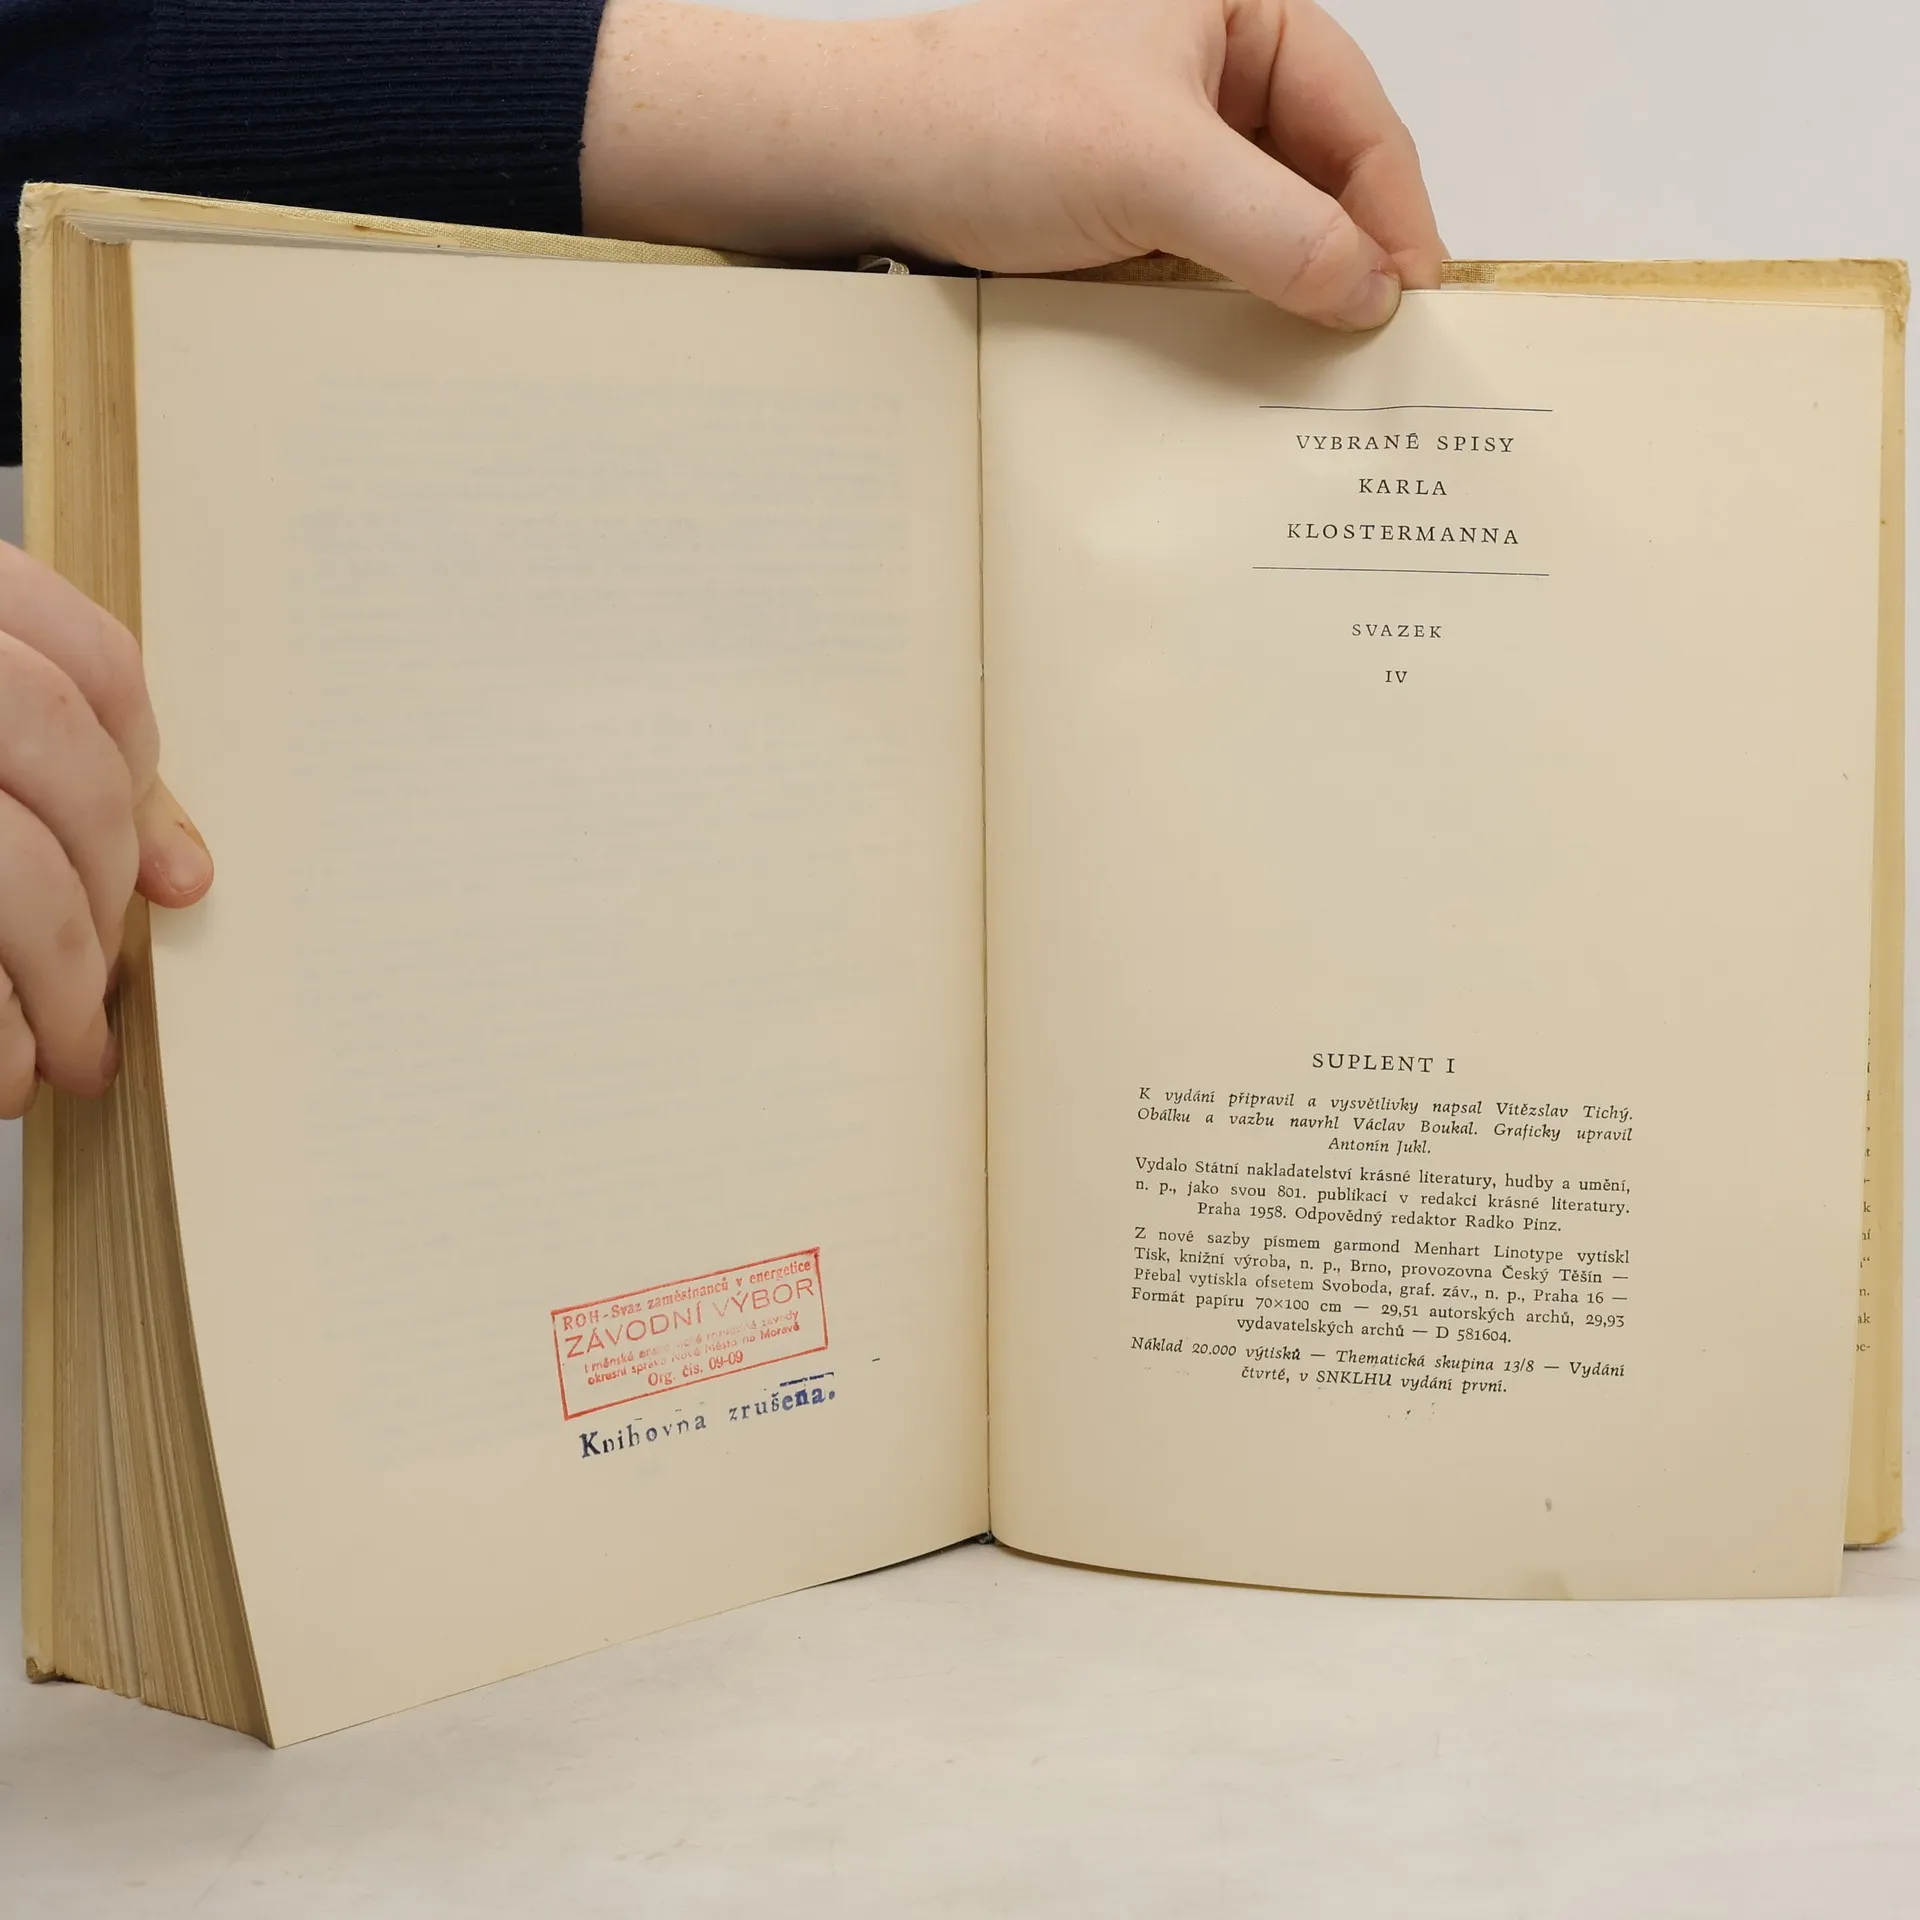 ROH-Svaz zaměstnanců v energetice
ZÁVODNÍ VÝBOR
okresní správa Nové Město na Moravě
Org. čís. 09-09
Knihovna zrušena.
VYBRANÉ SPISY
KARLA
KLOSTERMANNA
SVAZEK
IV
SUPLENT I
K vydání připravil a vysvětlivky napsal Vítězslav Tichý.
Obálku a vazbu navrhl Václav Boukal. Graficky upravil
Antonín Jukl.
Vydalo Státní nakladatelství krásné literatury, hudby a umění,
n. p., jako svou 801. publikaci v redakci krásné literatury.
Praha 1958. Odpovědný redaktor Radko Pinz.
Z nové sazby písmem garmond Menhart Linotype vytiskl
Tisk, knižní výroba, n. p., Brno, provozovna Český Těšín —
Přebal vytiskla ofsetem Svoboda, graf. záv., n. p., Praha 16 —
Formát papíru 70×100 cm — 29,51 autorských archů, 29,93
vydavatelských archů — D 581604.
Náklad 20.000 výtisků — Thematická skupina 13/8 — Vydání
čtvrté, v SNKLHU vydání první.